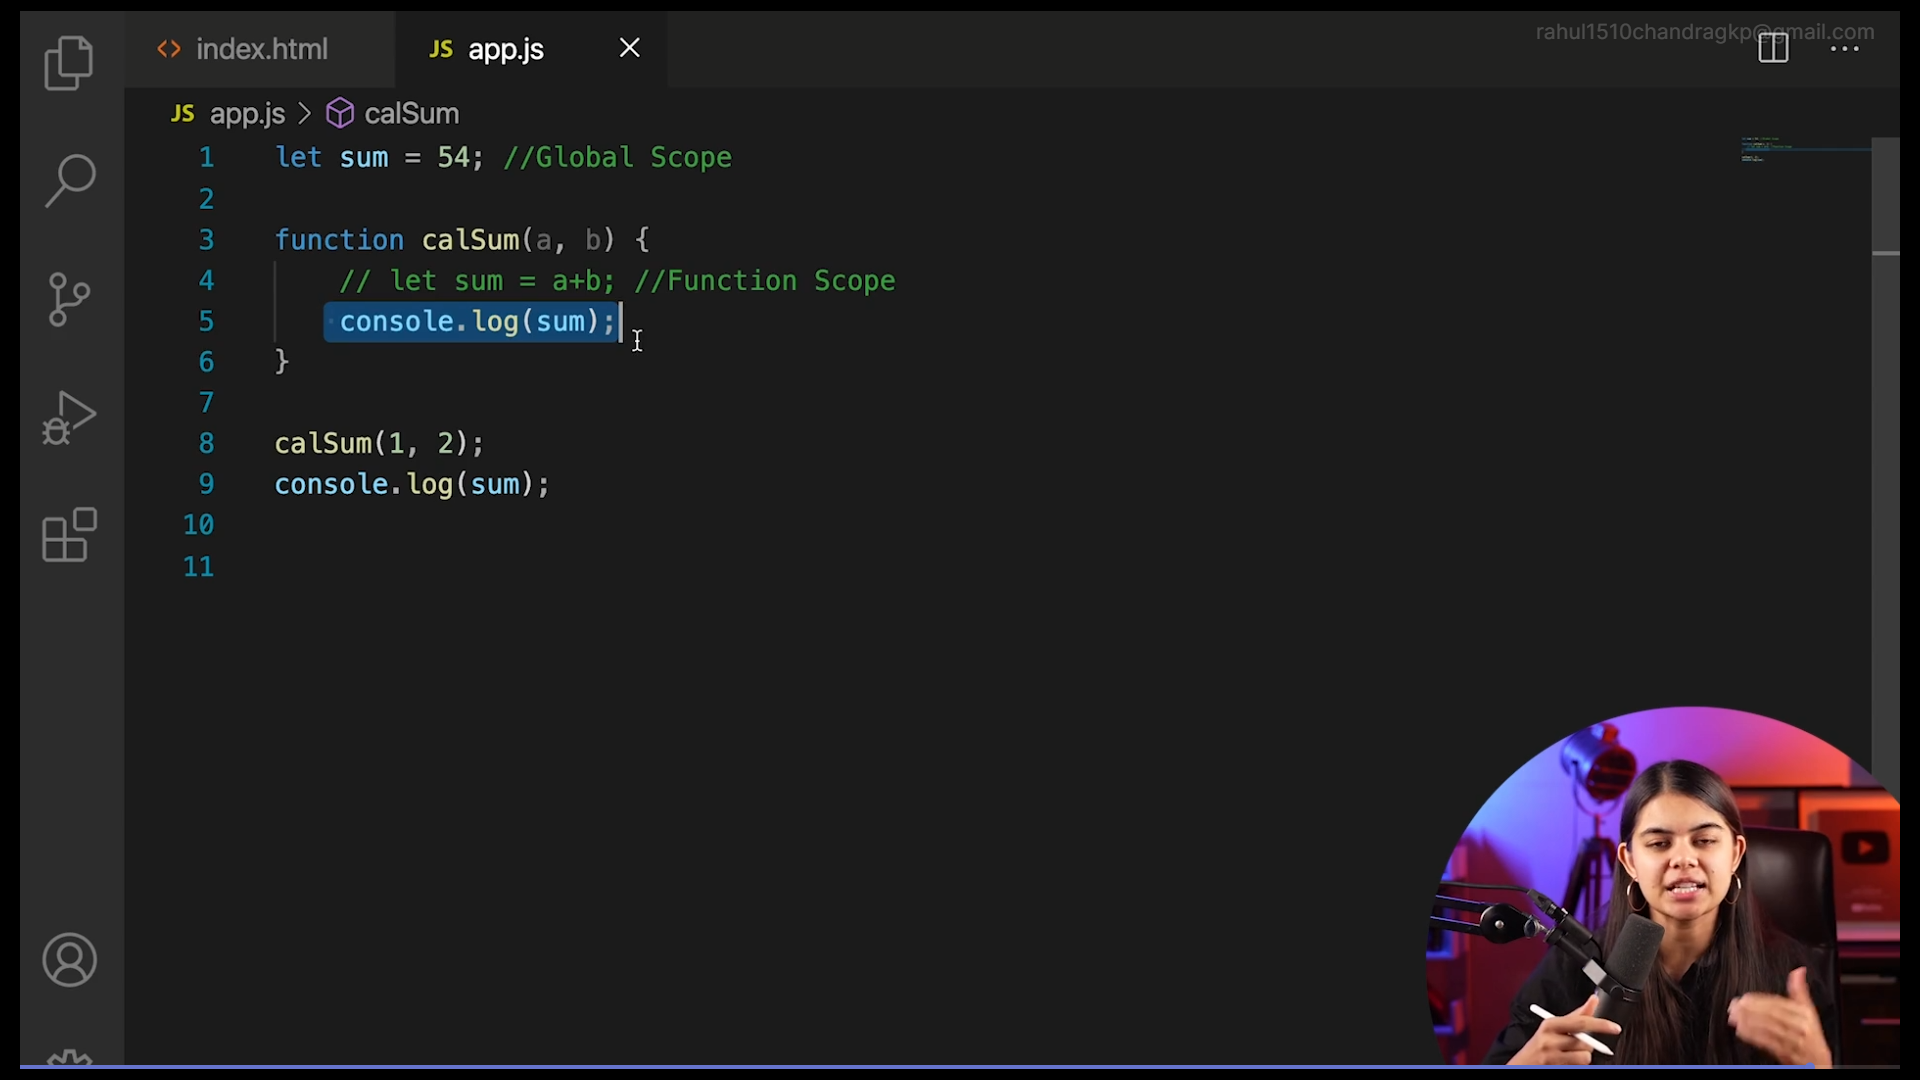 index.html
JS app.js
rahul1510chandragkp@gmail.com
JS app.js > calSum
1 let sum = 54; //Global Scope
2
3 function calSum(a, b) {
4 // let sum = a+b; //Function Scope
5 console.log(sum);
6 }
7
8 calSum(1, 2);
9 console.log(sum);
10
11